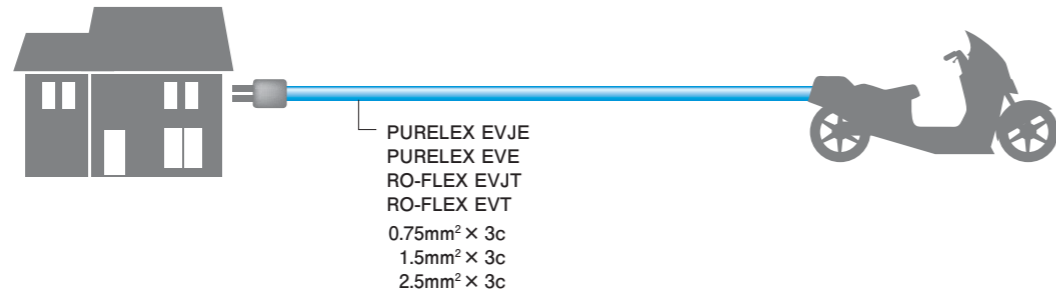 PURELEX EVJE
PURELEX EVE
RO-FLEX EVJT
RO-FLEX EVT
0.75mm² × 3c
1.5mm² × 3c
2.5mm² × 3c